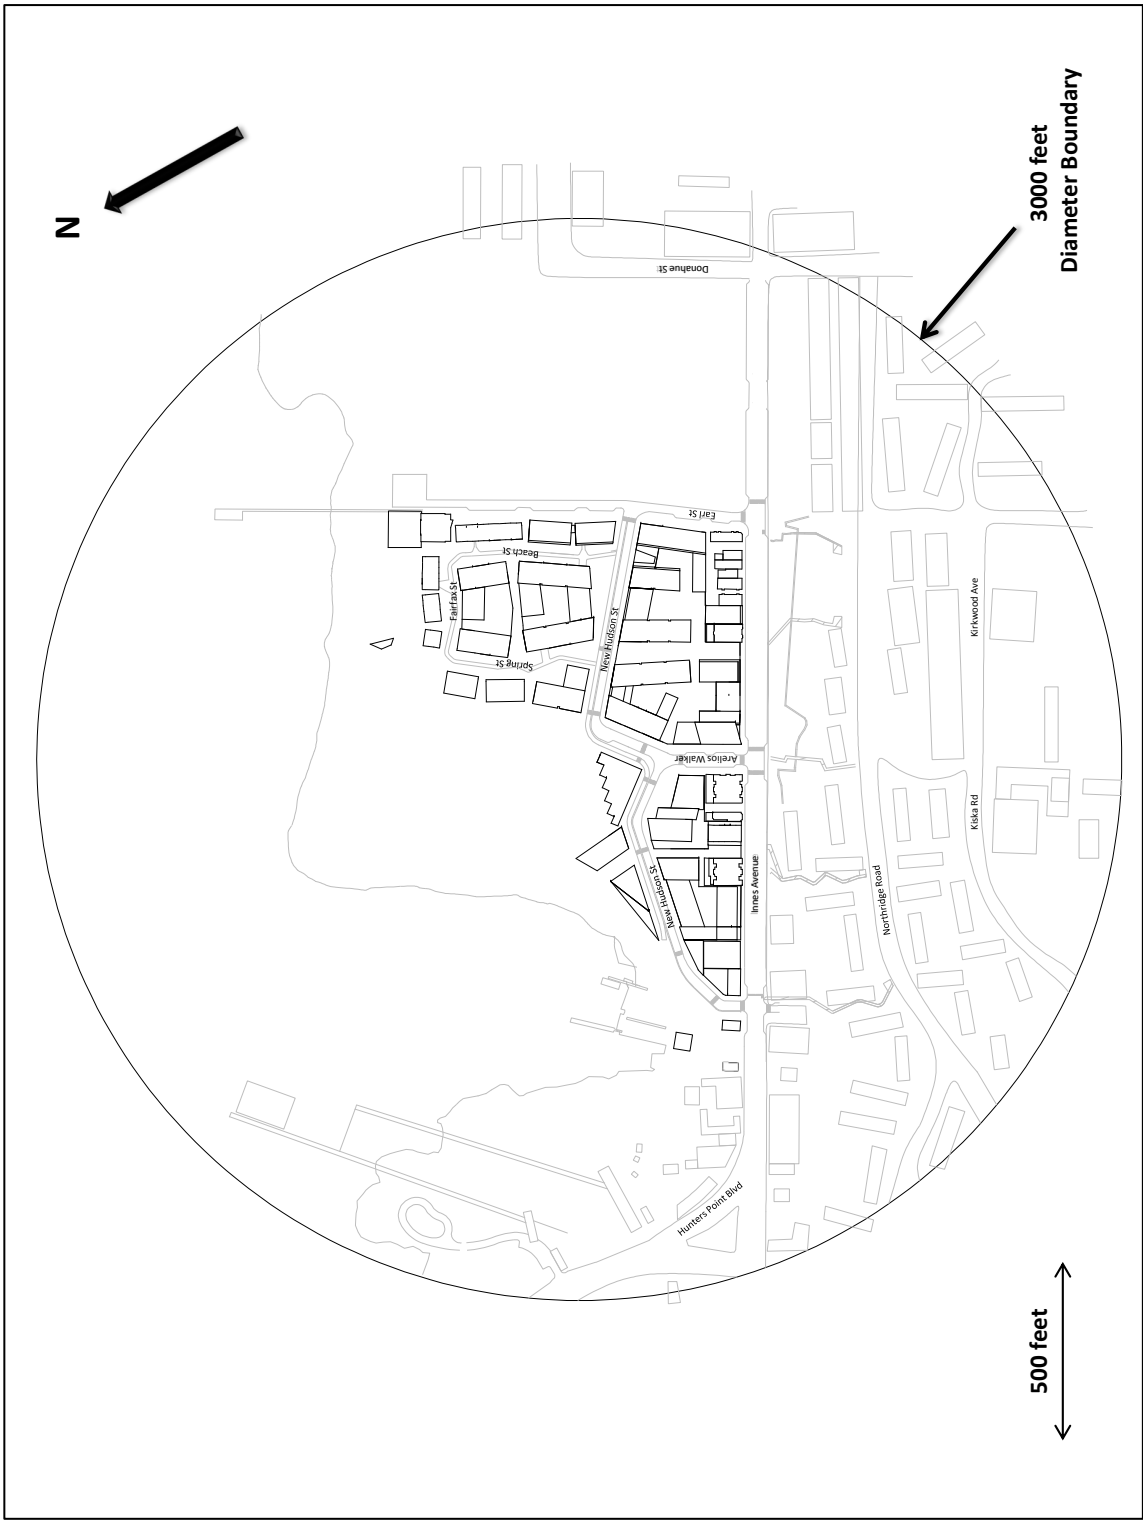 N
3000 feet
Diameter Boundary
Donahue St
Earl St
Beach St
Fairfax St
Spring St
New Hudson St
Kirkwood Ave
Arelios Walker
Kiska Rd
Innes Avenue
New Hudson St
Northridge Road
Hunters Point Blvd
500 feet